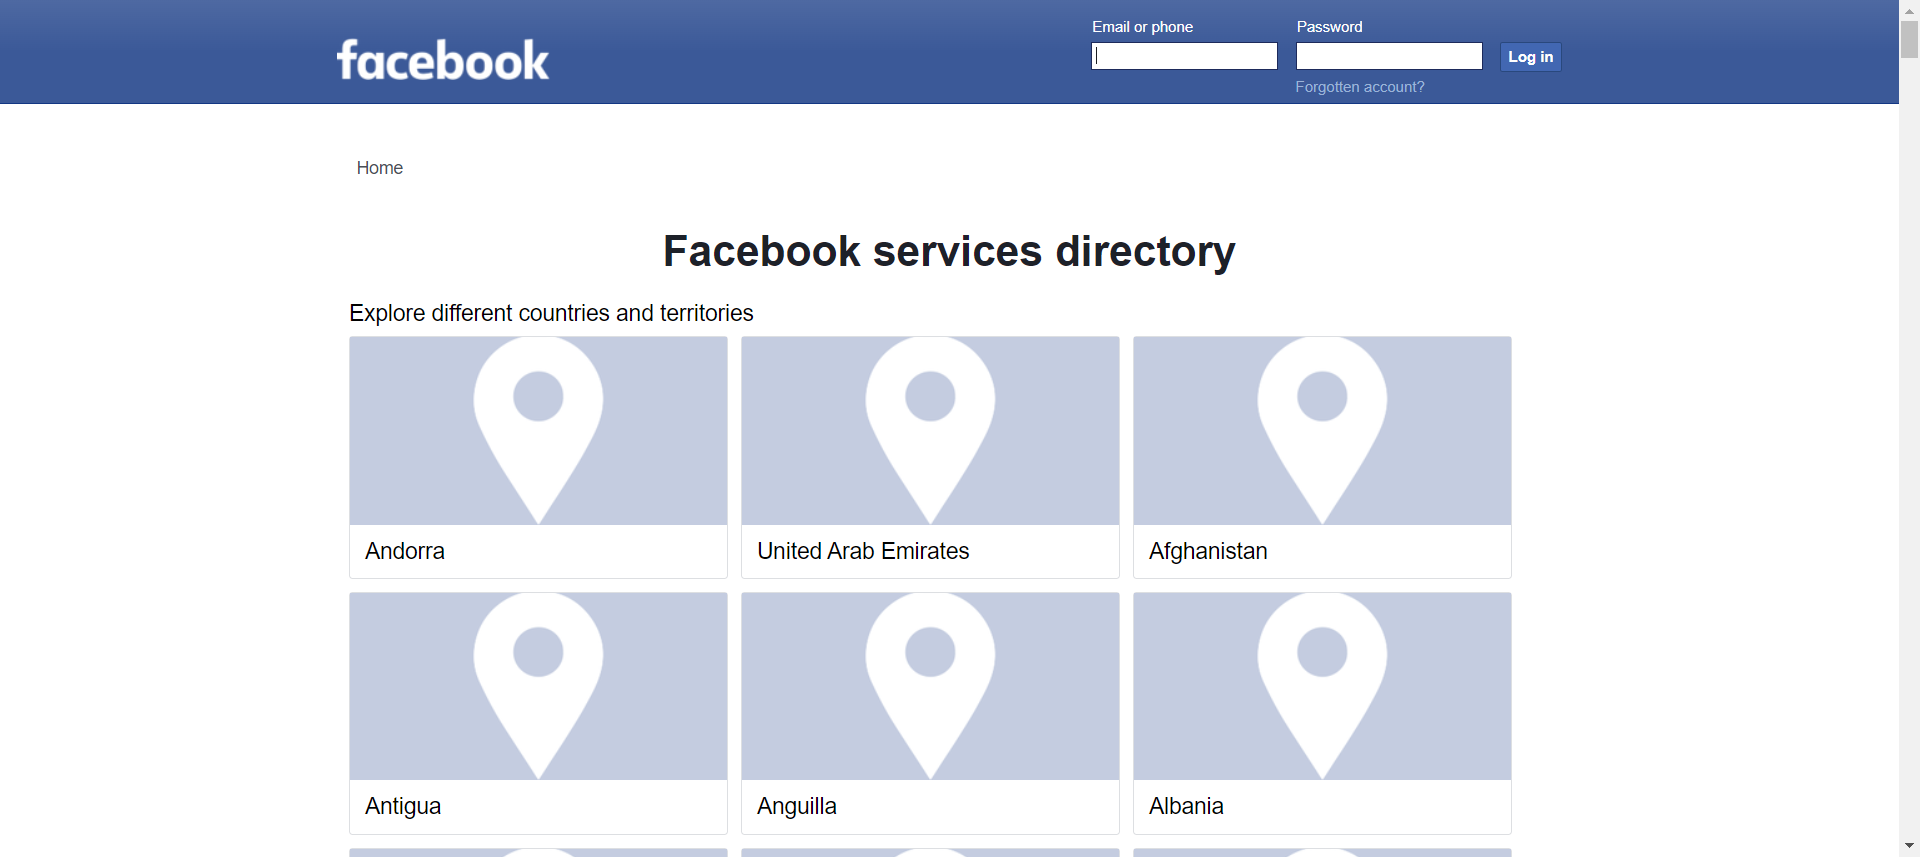 facebook
Email or phone
Password
Log in
Forgotten account?
Home
Facebook services directory
Explore different countries and territories
Andorra
United Arab Emirates
Afghanistan
Antigua
Anguilla
Albania